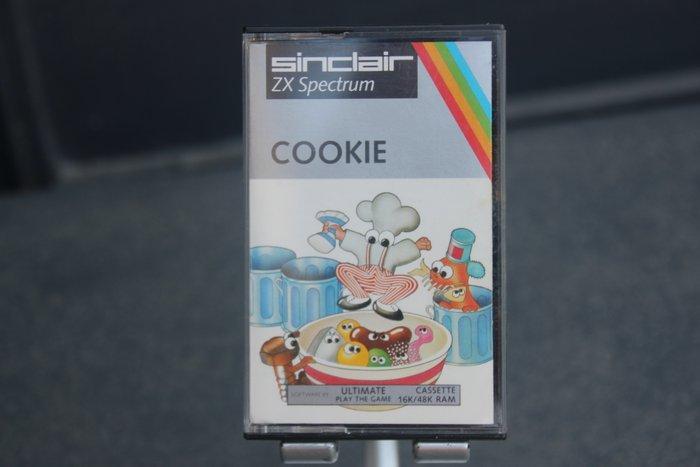 sinclair
ZX Spectrum
COOKIE
SOFTWARE BY ULTIMATE CASSETTE
PLAY THE GAME 16K/48K RAM